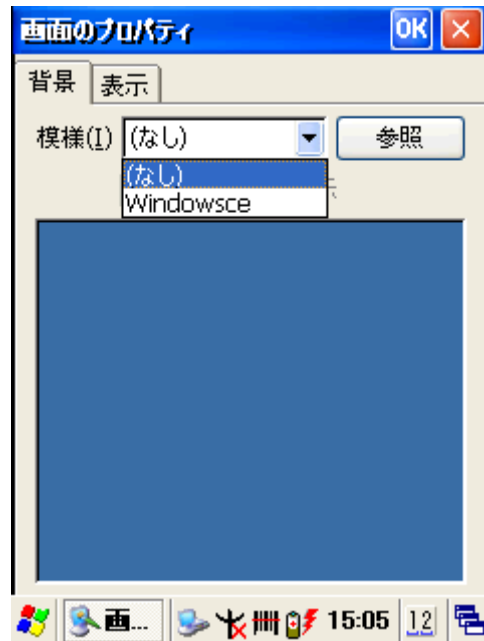 画面のプロパティ OK
背景 表示
模様(I) (なし) 参照
(なし)
Windowsce
画... 15:05 12